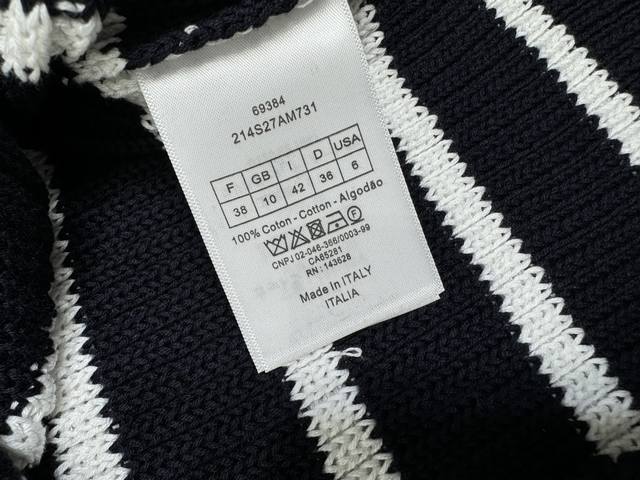 69384
214S27AM731
F GB I D USA
38 10 42 36 6
100% Coton - Cotton - Algodão
CNPJ 02-046-366/0003-99
CA65281
RN: 143628
Made in ITALY
ITALIA